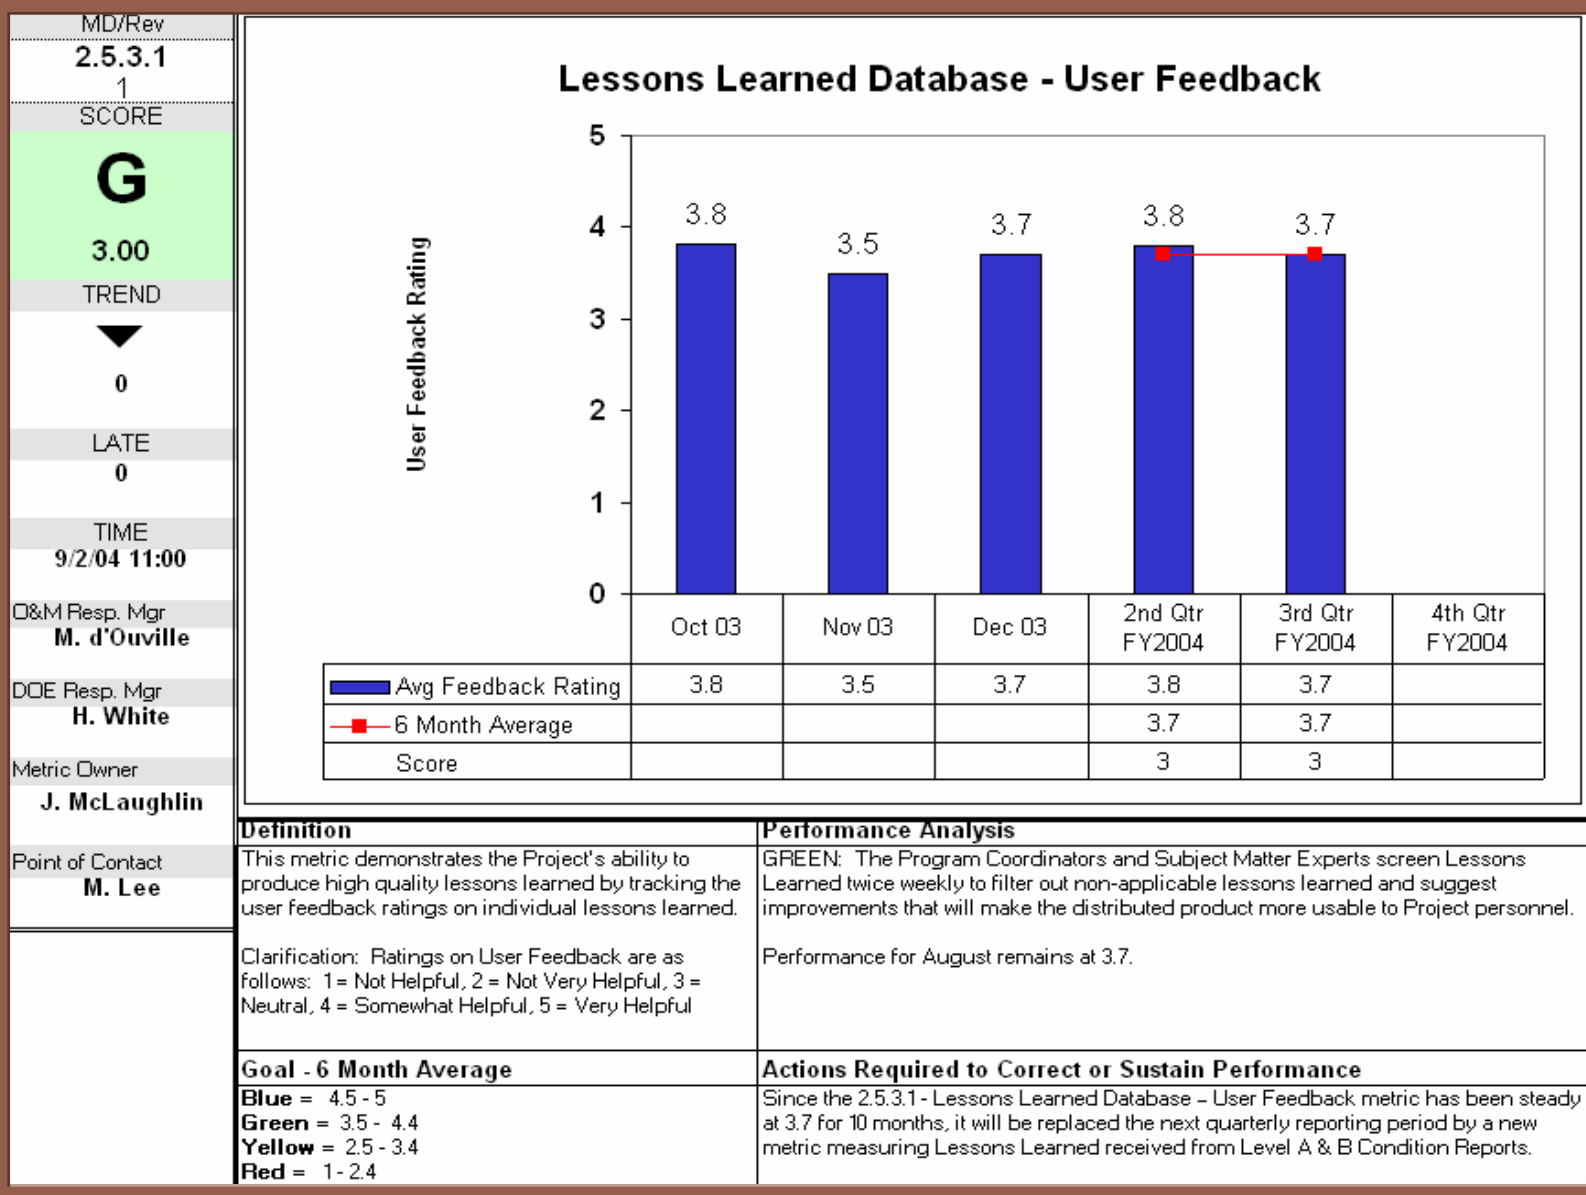 MD/Rev
2.5.3.1
1
SCORE
G
3.00
TREND
0
LATE
0
TIME
9/2/04 11:00
O&M Resp. Mgr
M. d'Ouville
DOE Resp. Mgr
H. White
Metric Owner
J. McLaughlin
Point of Contact
M. Lee
Lessons Learned Database - User Feedback
User Feedback Rating
5
4
3
2
1
0
3.8
3.5
3.7
3.8
3.7
Oct 03
Nov 03
Dec 03
2nd Qtr
FY2004
3rd Qtr
FY2004
4th Qtr
FY2004
Avg Feedback Rating 3.8 3.5 3.7 3.8 3.7
6 Month Average 3.7 3.7
Score 3 3
Definition
This metric demonstrates the Project's ability to
produce high quality lessons learned by tracking the
user feedback ratings on individual lessons learned.
Clarification: Ratings on User Feedback are as
follows: 1 = Not Helpful, 2 = Not Very Helpful, 3 =
Neutral, 4 = Somewhat Helpful, 5 = Very Helpful
Performance Analysis
GREEN: The Program Coordinators and Subject Matter Experts screen Lessons
Learned twice weekly to filter out non-applicable lessons learned and suggest
improvements that will make the distributed product more usable to Project personnel.
Performance for August remains at 3.7.
Goal - 6 Month Average
Blue = 4.5 - 5
Green = 3.5 - 4.4
Yellow = 2.5 - 3.4
Red = 1 - 2.4
Actions Required to Correct or Sustain Performance
Since the 2.5.3.1 - Lessons Learned Database – User Feedback metric has been steady
at 3.7 for 10 months, it will be replaced the next quarterly reporting period by a new
metric measuring Lessons Learned received from Level A & B Condition Reports.